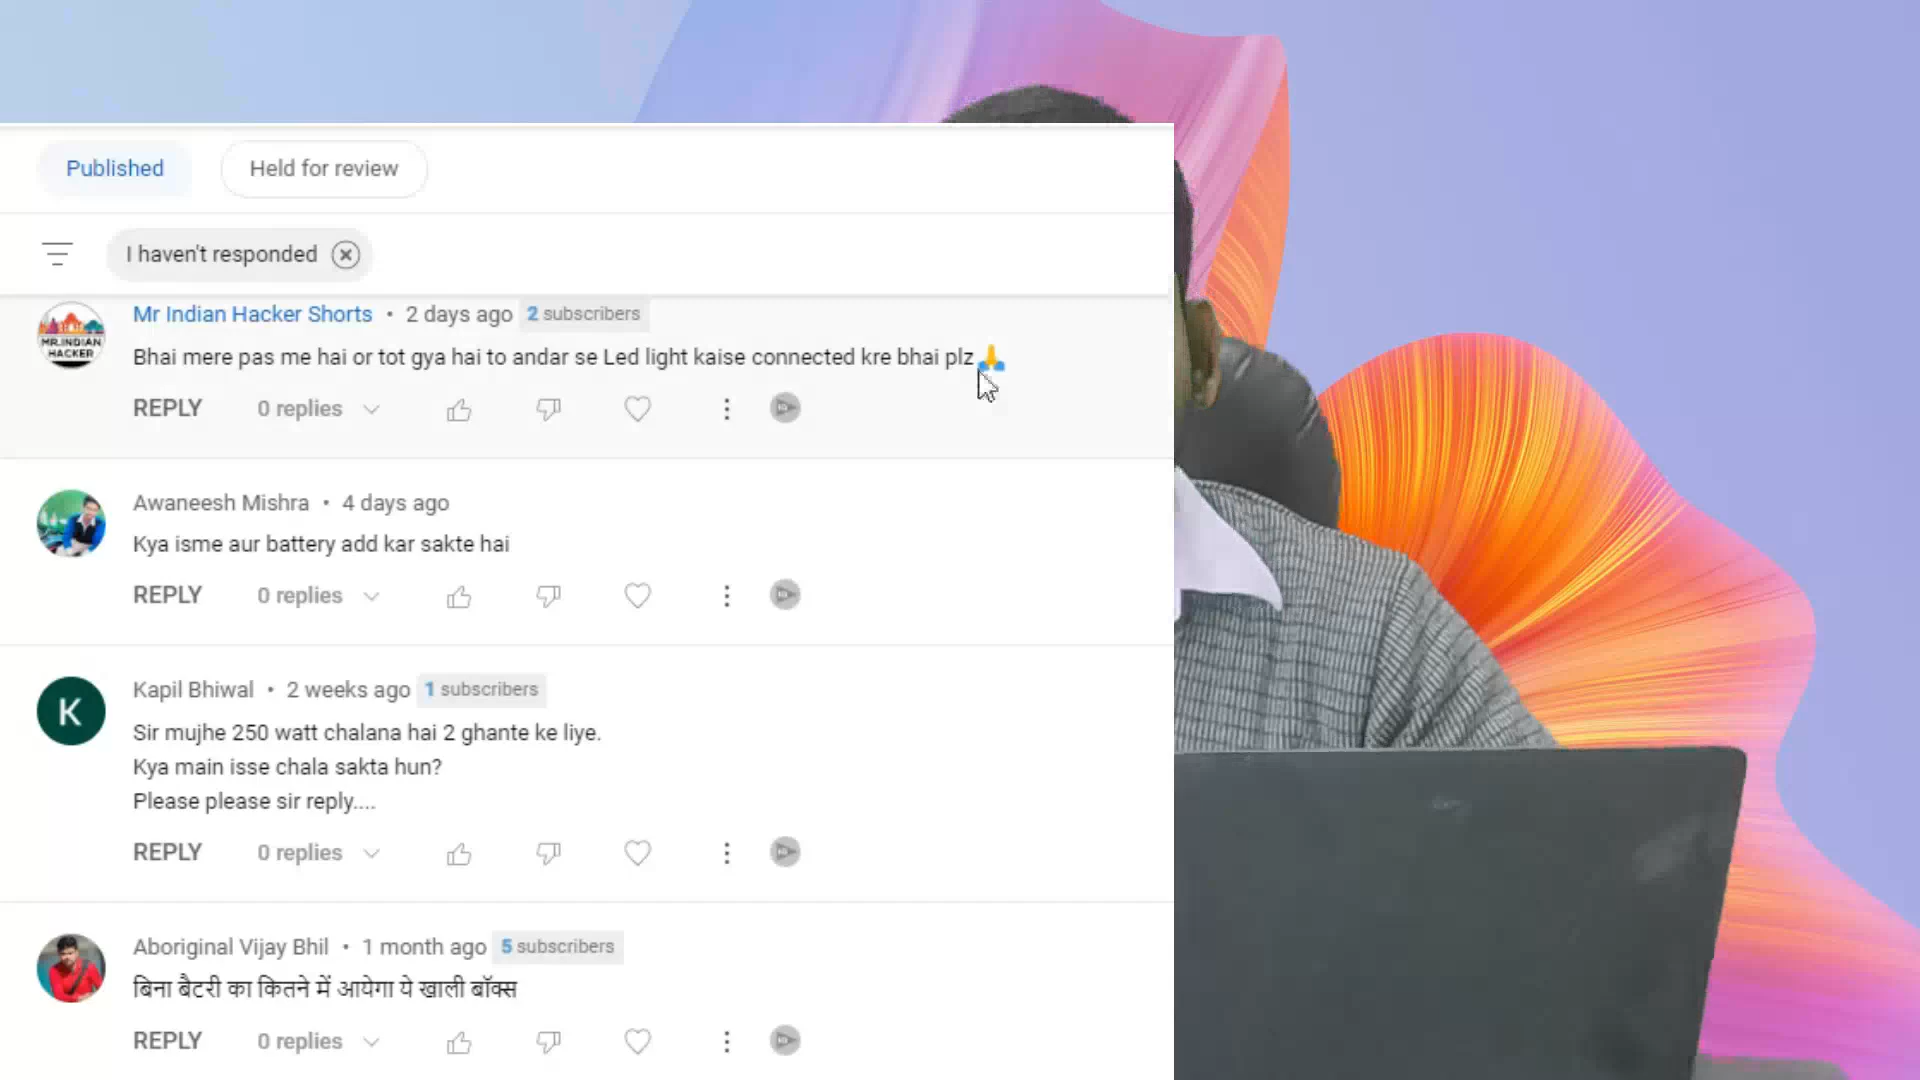 Published
Held for review
I haven't responded
Mr Indian Hacker Shorts • 2 days ago 2 subscribers
MR.INDIAN
HACKER
Bhai mere pas me hai or tot gya hai to andar se Led light kaise connected kre bhai plz🙏
REPLY 0 replies
Awaneesh Mishra • 4 days ago
Kya isme aur battery add kar sakte hai
REPLY 0 replies
K
Kapil Bhiwal • 2 weeks ago 1 subscribers
Sir mujhe 250 watt chalana hai 2 ghante ke liye.
Kya main isse chala sakta hun?
Please please sir reply....
REPLY 0 replies
Aboriginal Vijay Bhil • 1 month ago 5 subscribers
बिना बैटरी का कितने में आयेगा ये खाली बॉक्स
REPLY 0 replies